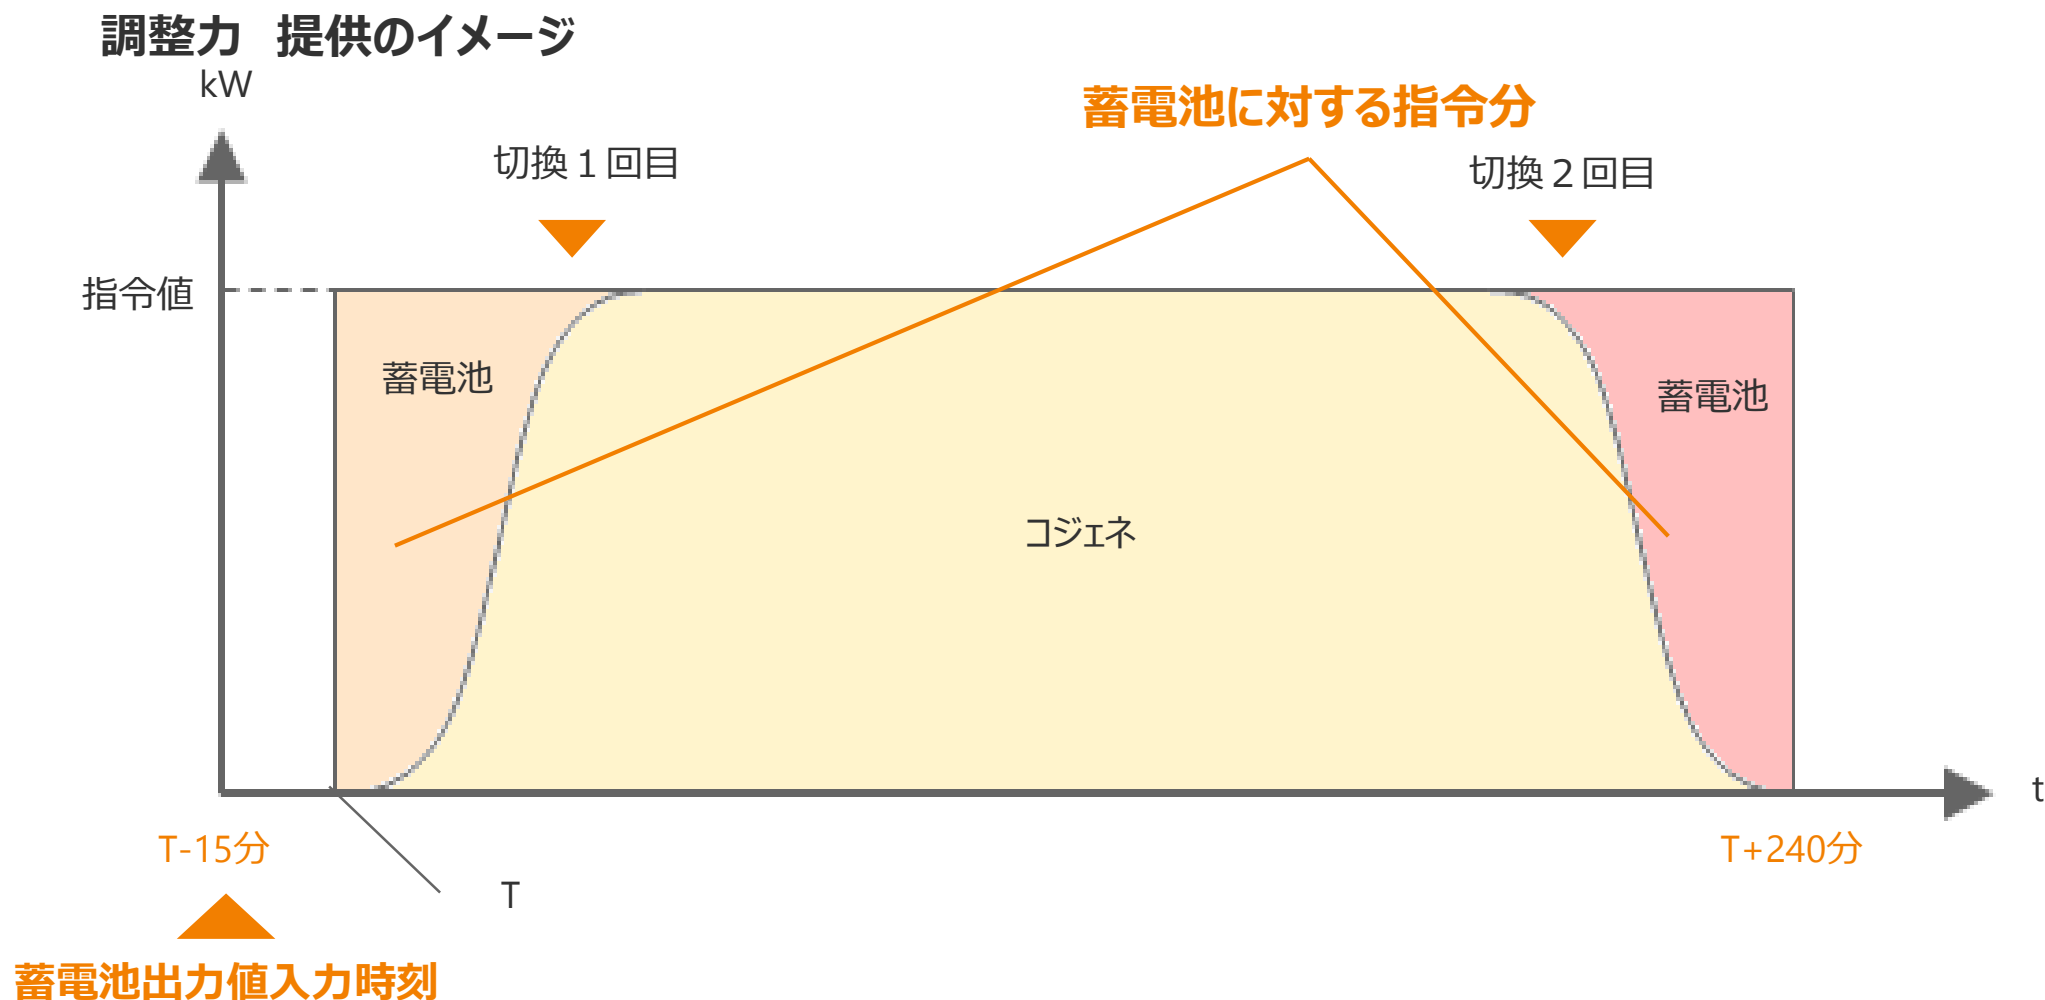 調整力　提供のイメージ
kW
蓄電池に対する指令分
切換１回目
切換２回目
指令値
蓄電池
蓄電池
コジェネ
t
T-15分
T+240分
T
蓄電池出力値入力時刻